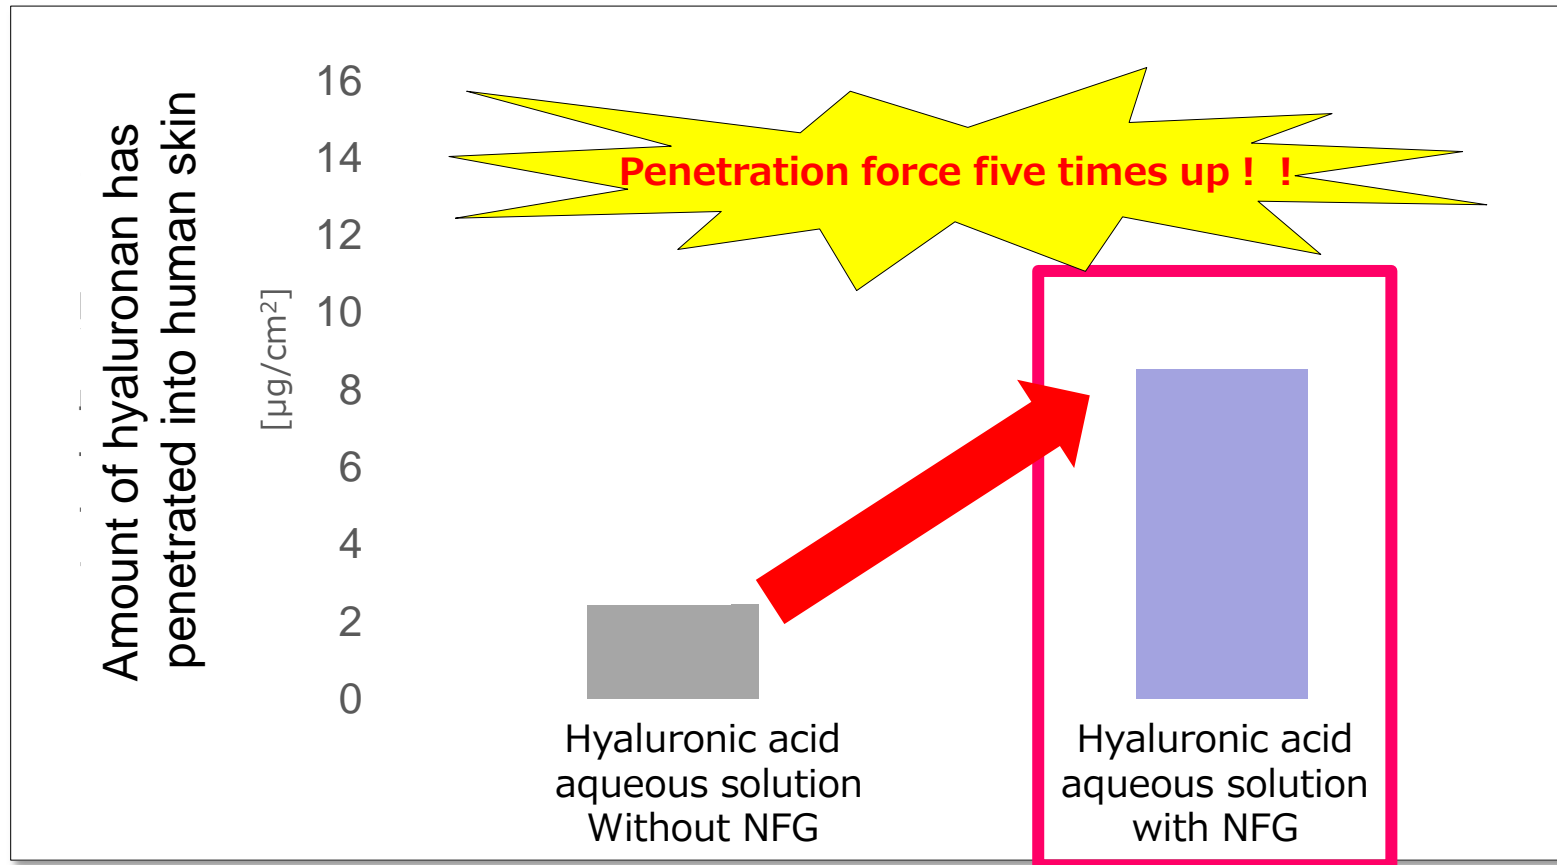 Amount of hyaluronan has
penetrated into human skin
[μg/cm²]
16
14
12
10
8
6
4
2
0
Penetration force five times up！！
Hyaluronic acid
aqueous solution
Without NFG
Hyaluronic acid
aqueous solution
with NFG